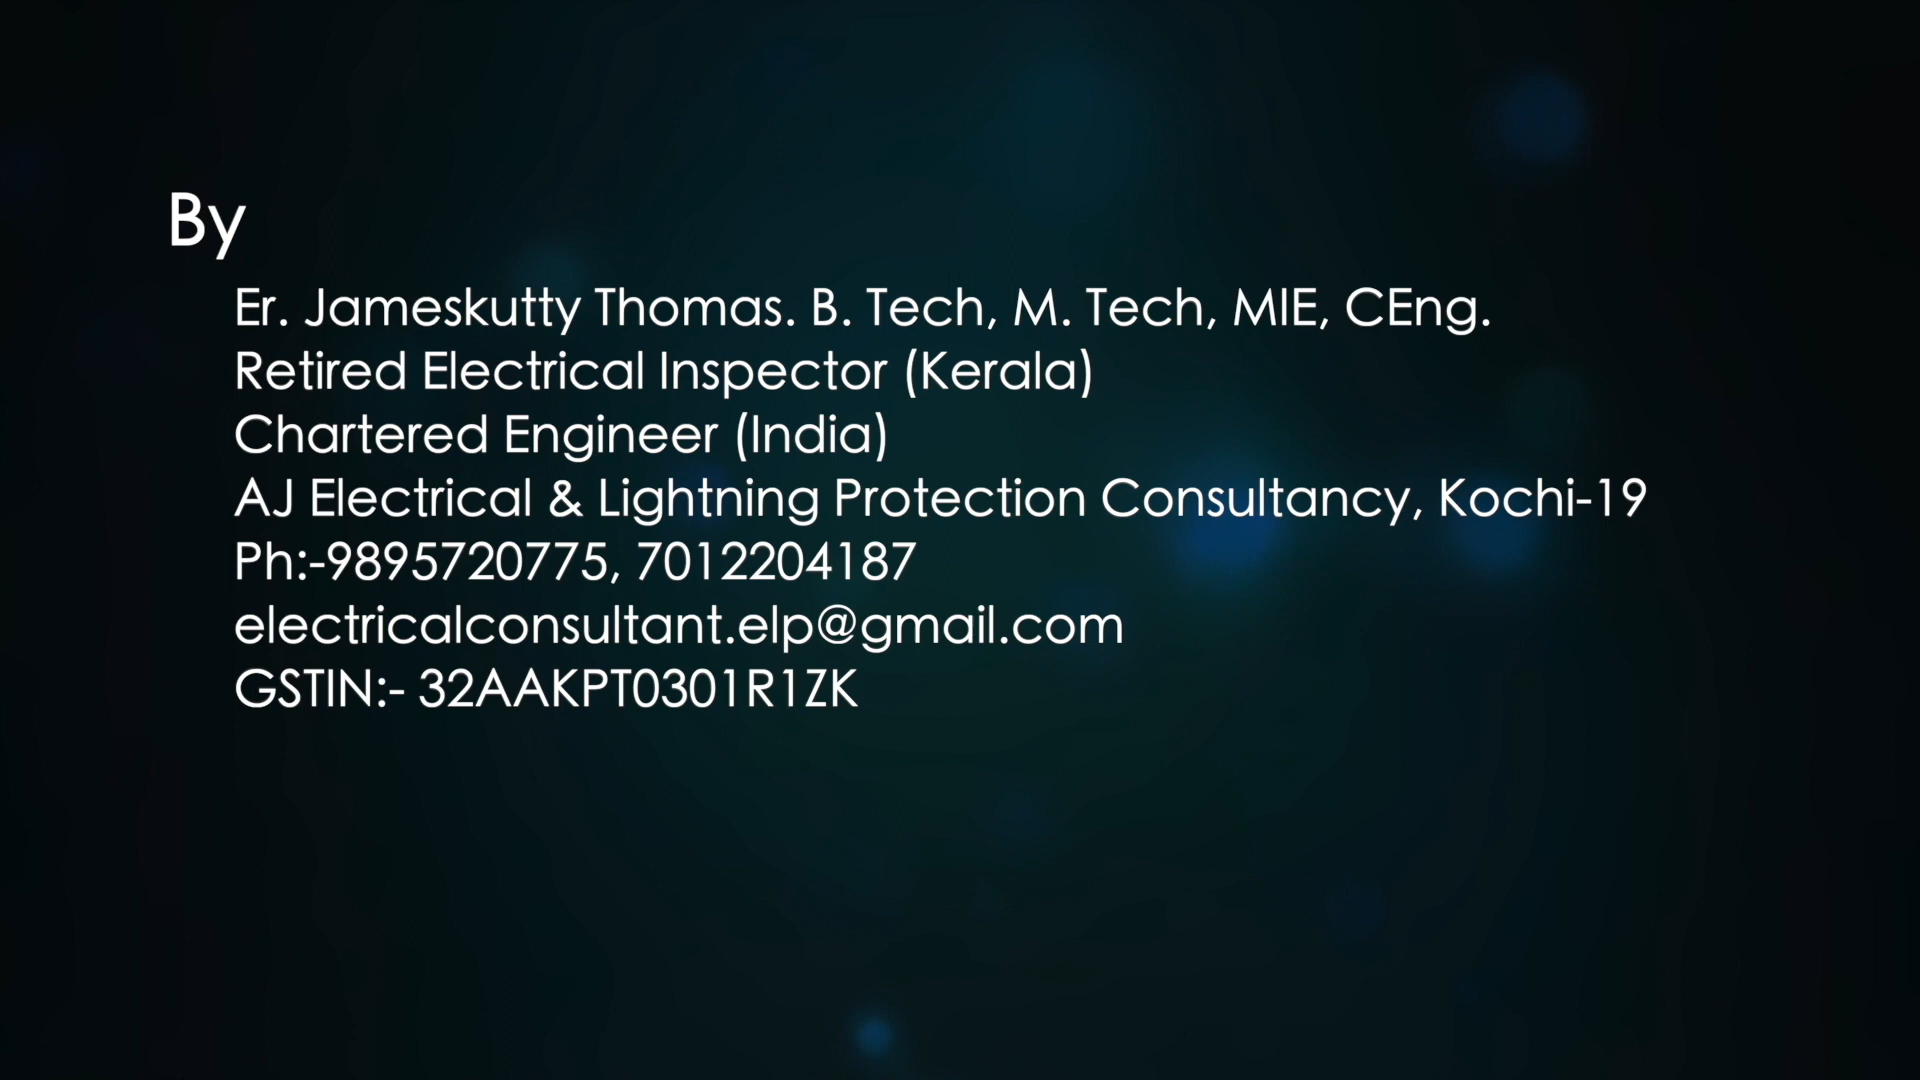 By
Er. Jameskutty Thomas. B. Tech, M. Tech, MIE, CEng.
Retired Electrical Inspector (Kerala)
Chartered Engineer (India)
AJ Electrical & Lightning Protection Consultancy, Kochi-19
Ph:-9895720775, 7012204187
electricalconsultant.elp@gmail.com
GSTIN:- 32AAKPT0301R1ZK